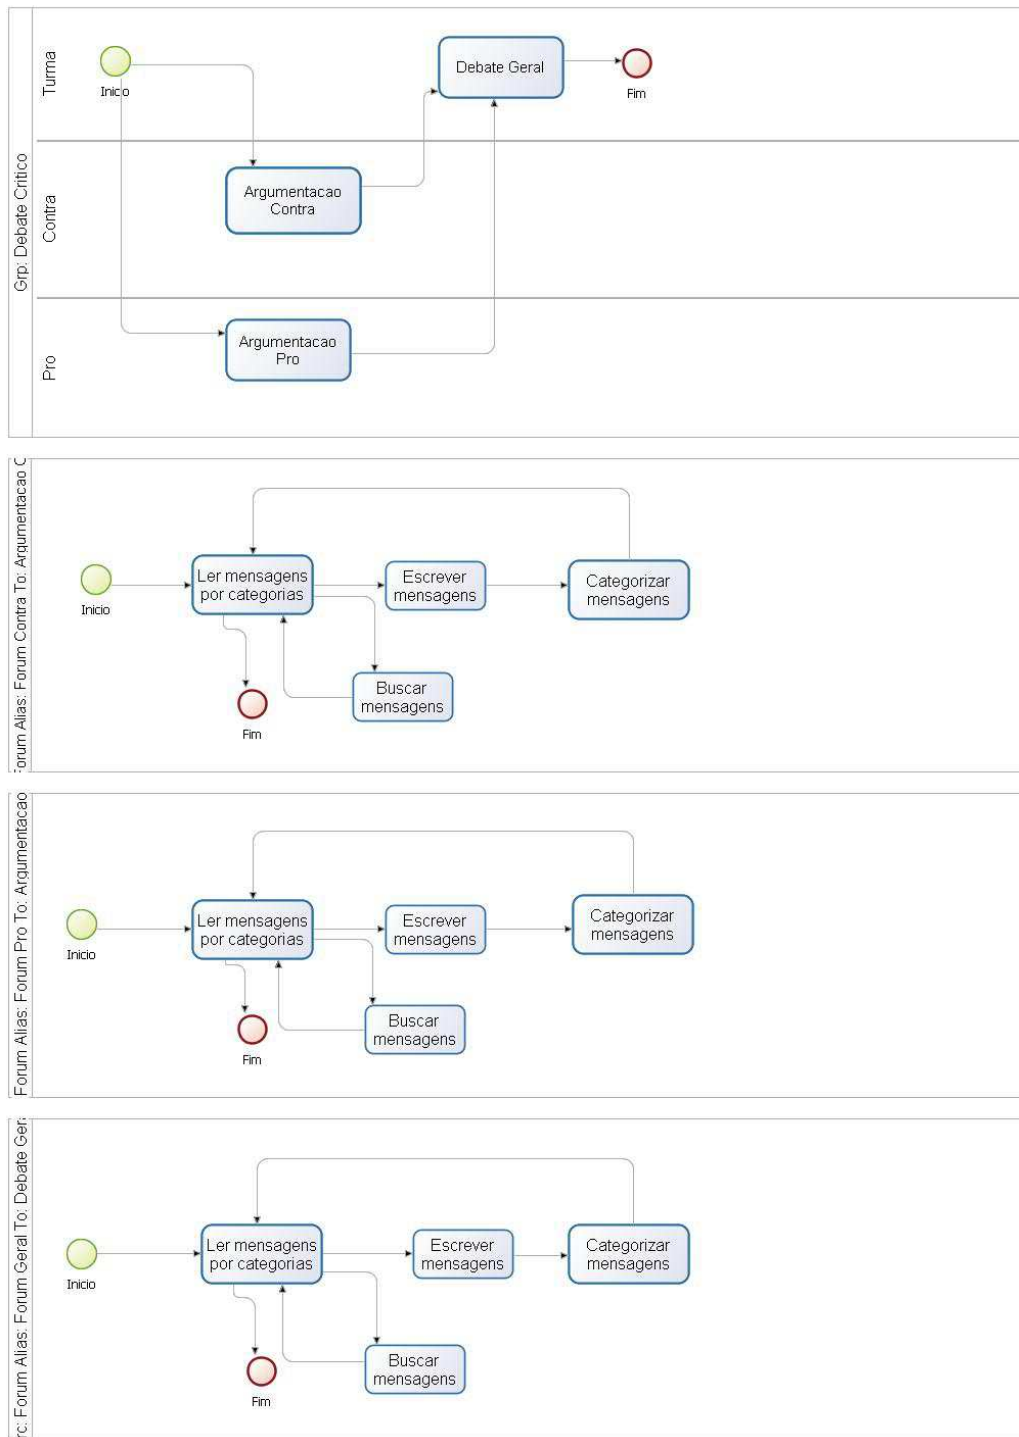 Grp: Debate Critico
Turma
Inicio
Debate Geral
Fim
Contra
Argumentacao
Contra
Pro
Argumentacao
Pro
Forum Alias: Forum Contra To: Argumentacao C
Inicio
Ler mensagens
por categorias
Escrever
mensagens
Categorizar
mensagens
Buscar
mensagens
Fim
Forum Alias: Forum Pro To: Argumentacao
Inicio
Ler mensagens
por categorias
Escrever
mensagens
Categorizar
mensagens
Buscar
mensagens
Fim
rc: Forum Alias: Forum Geral To: Debate Gera
Inicio
Ler mensagens
por categorias
Escrever
mensagens
Categorizar
mensagens
Buscar
mensagens
Fim